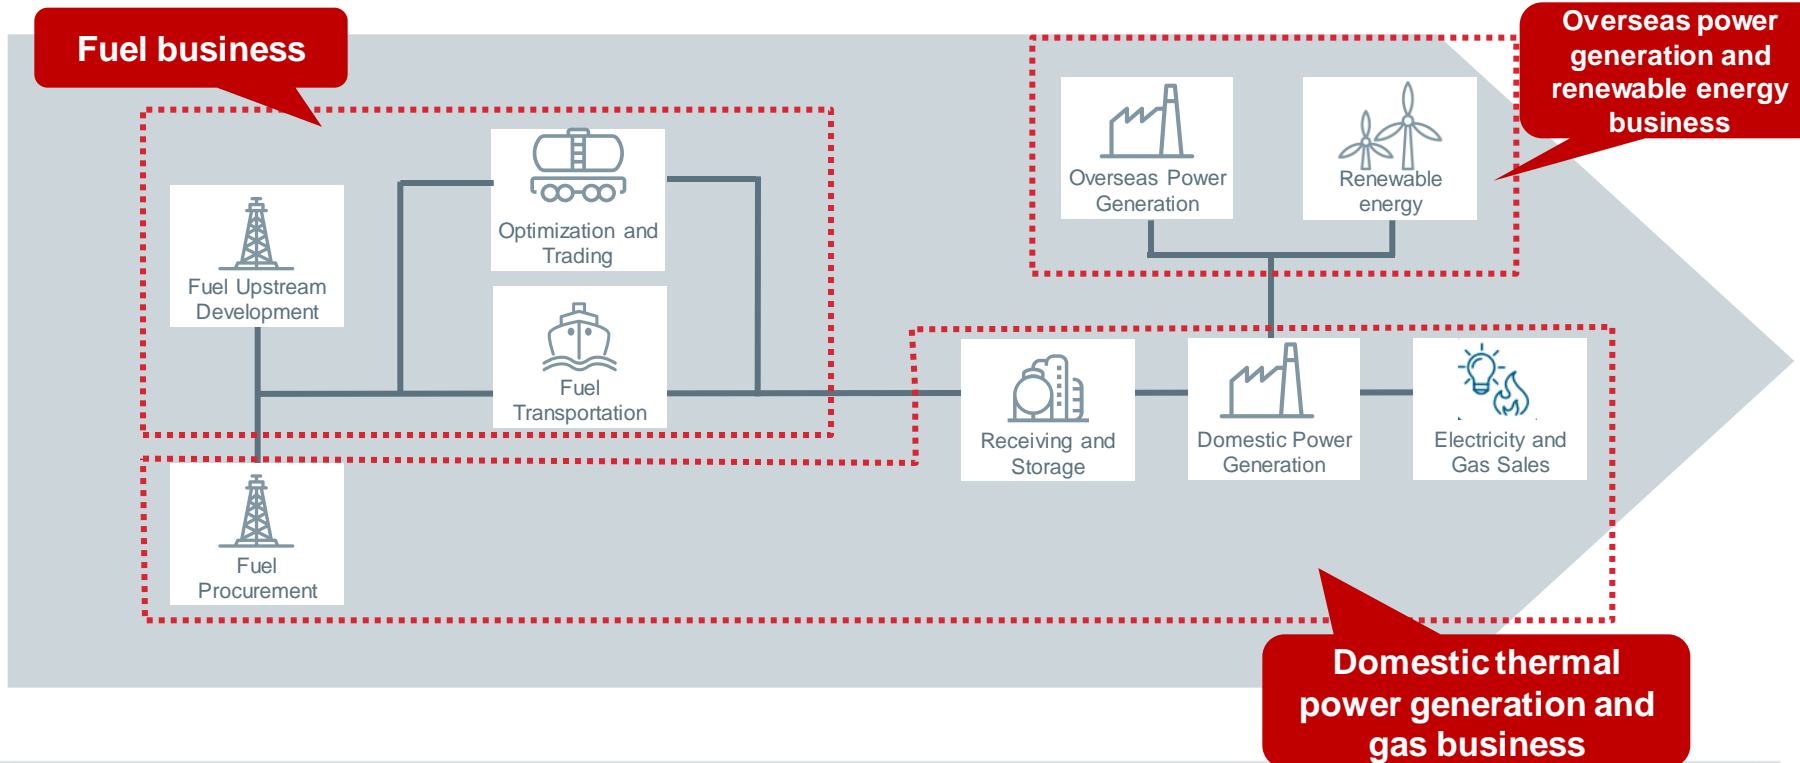 Fuel business
Overseas power
generation and
renewable energy
business
Overseas Power
Generation
Renewable
energy
Optimization and
Trading
Fuel Upstream
Development
Fuel
Transportation
Receiving and
Storage
Domestic Power
Generation
Electricity and
Gas Sales
Fuel
Procurement
Domestic thermal
power generation and
gas business